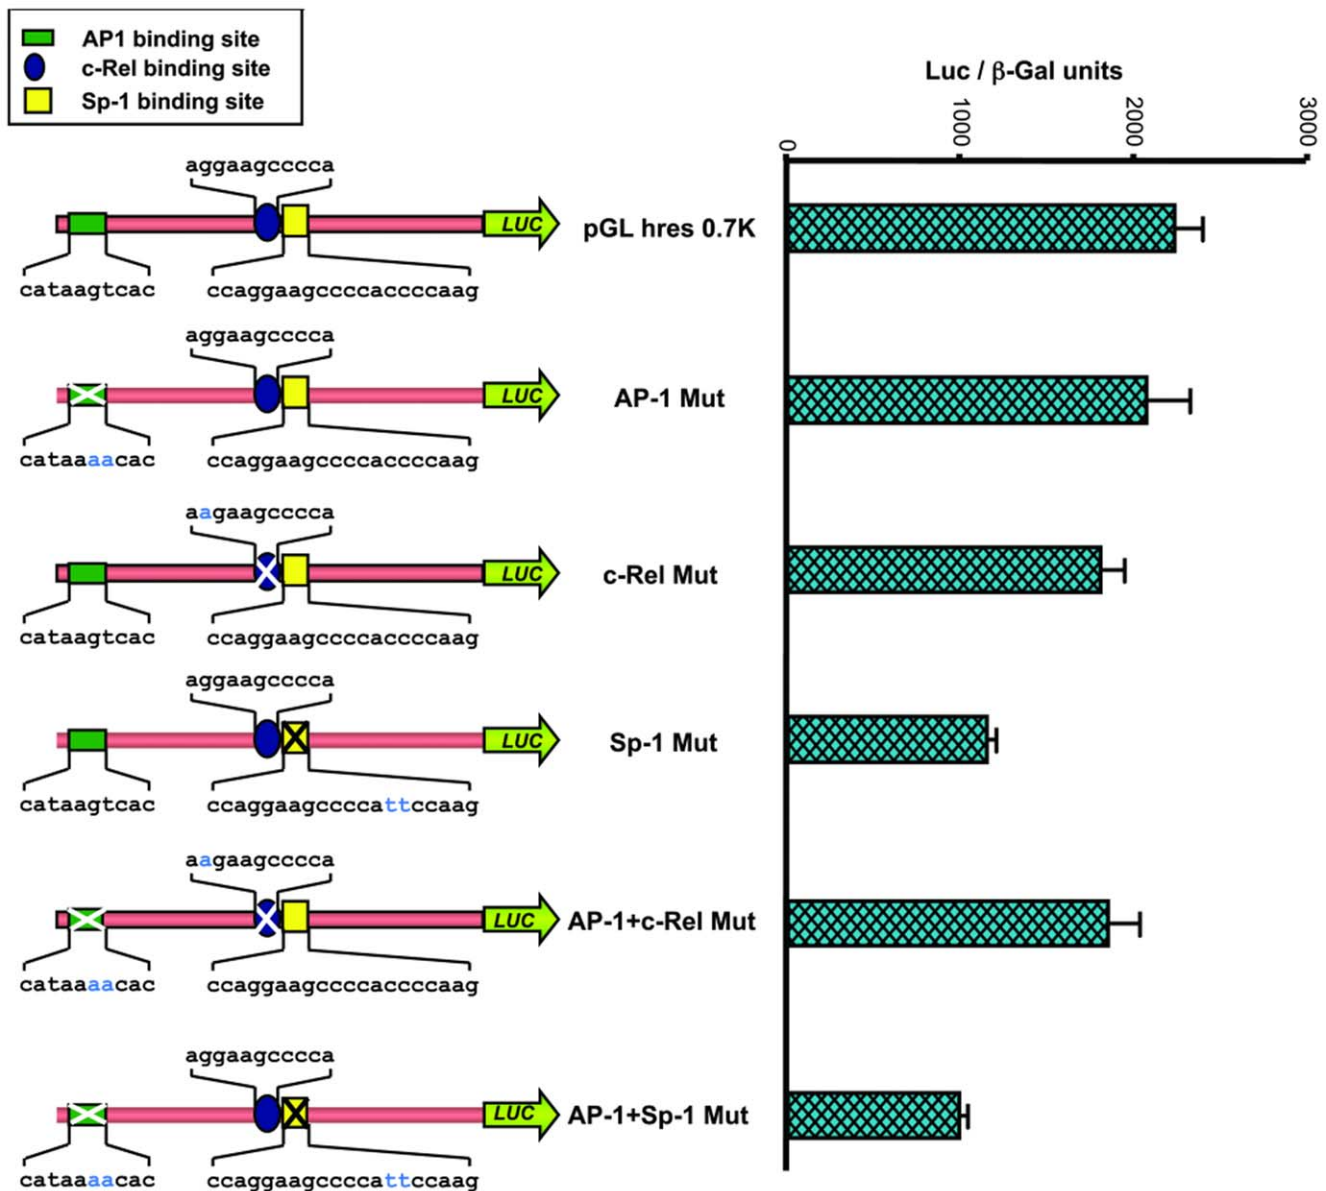 AP1 binding site
c-Rel binding site
Sp-1 binding site
Luc / β-Gal units
0
1000
2000
3000
aggaagcccca
LUC
pGL hres 0.7K
cataagtcac ccaggaagccccaccccaag
aggaagcccca
LUC
AP-1 Mut
cataaaacac ccaggaagccccaccccaag
aagaagcccca
LUC
c-Rel Mut
cataagtcac ccaggaagccccaccccaag
aggaagcccca
LUC
Sp-1 Mut
cataagtcac ccaggaagccccattccaag
aagaagcccca
LUC
AP-1+c-Rel Mut
cataaaacac ccaggaagccccaccccaag
aggaagcccca
LUC
AP-1+Sp-1 Mut
cataaaacac ccaggaagccccattccaag